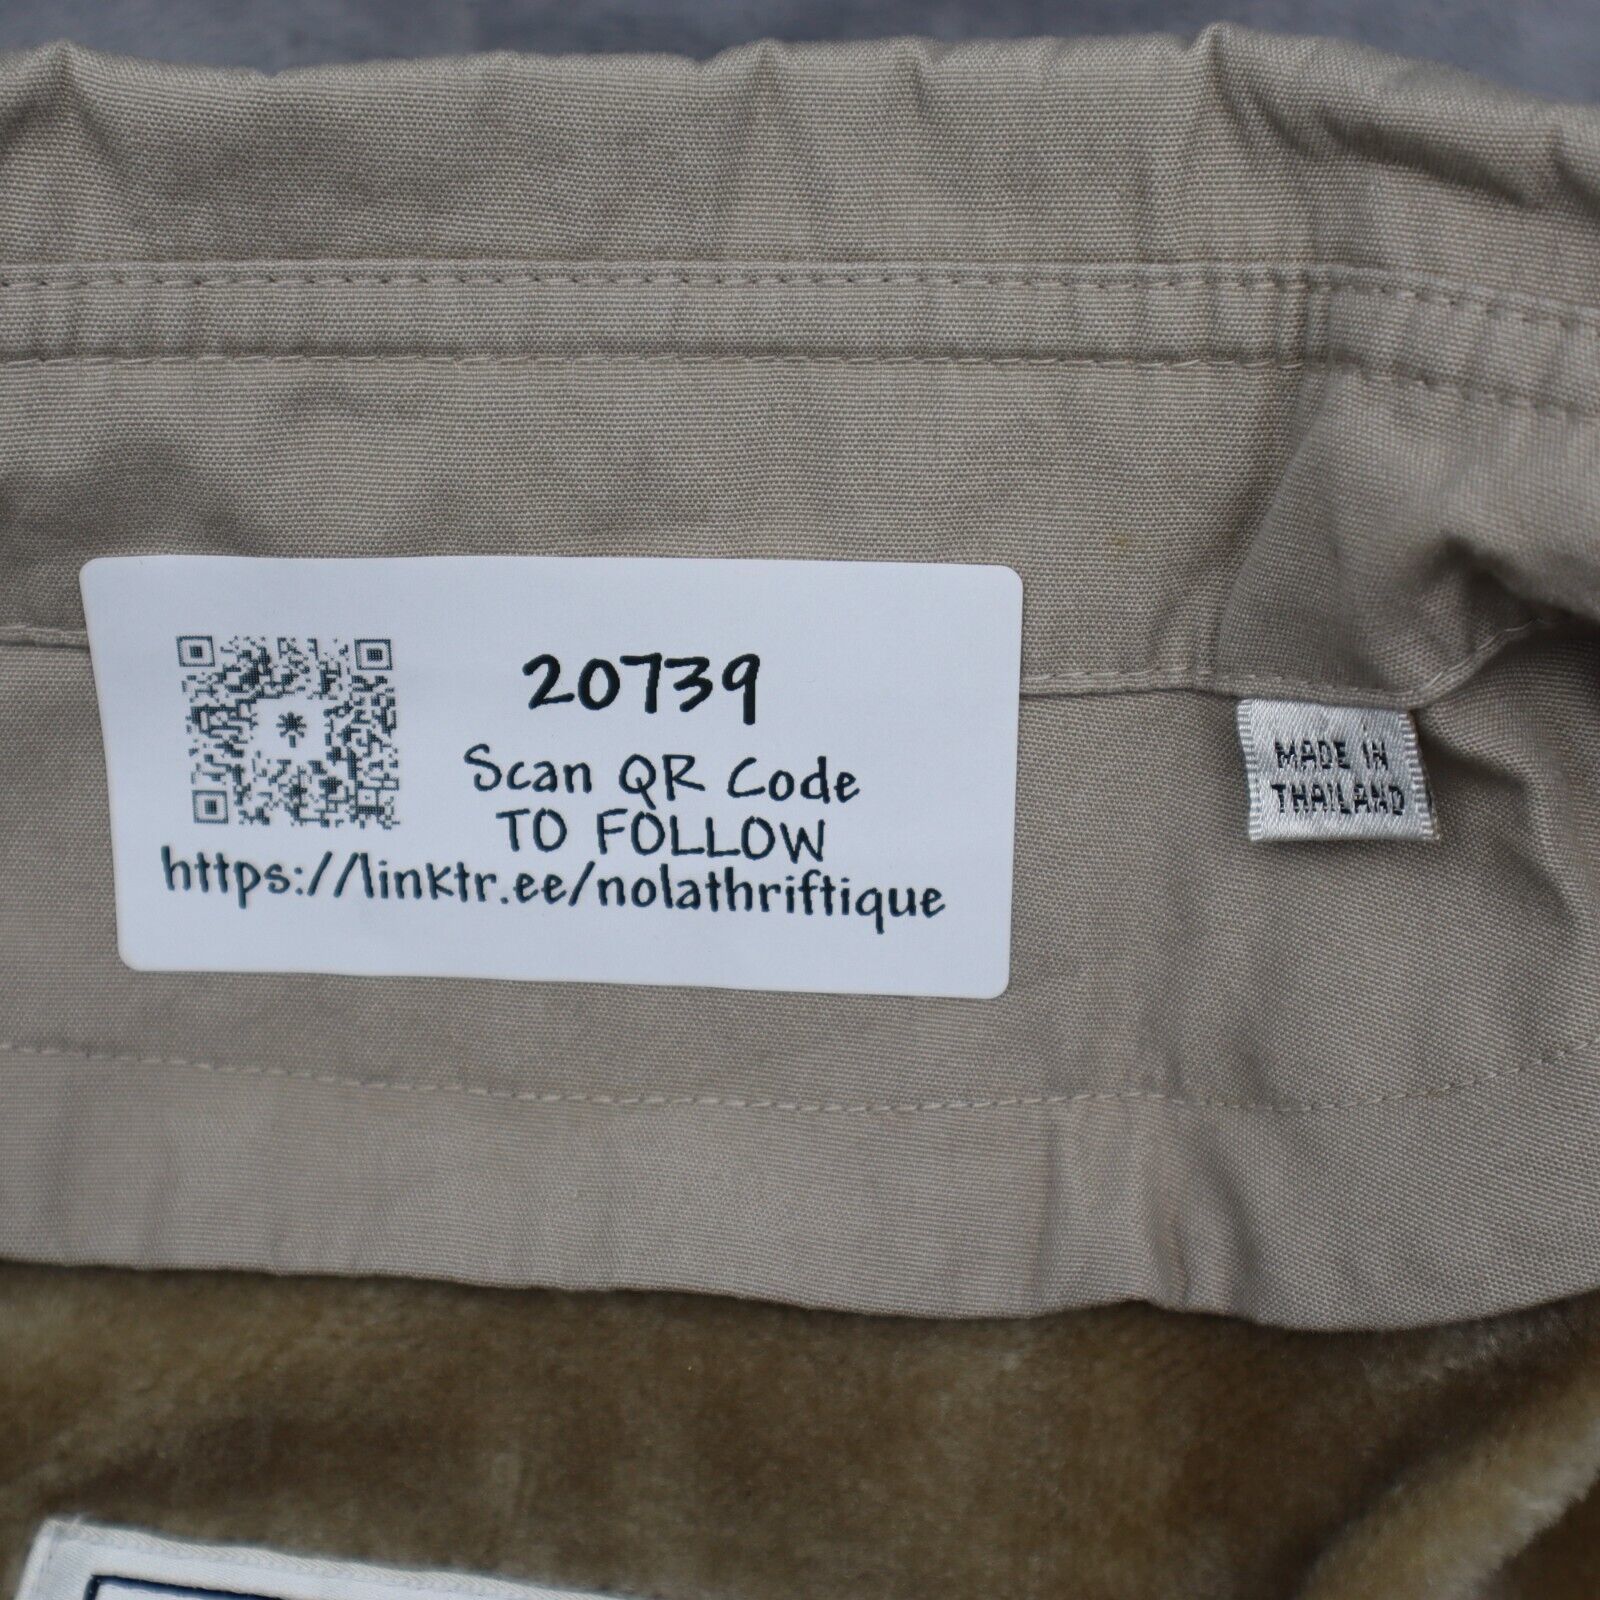 20739
Scan QR Code
TO FOLLOW
https://linktr.ee/nolathriftique
MADE IN
THAILAND